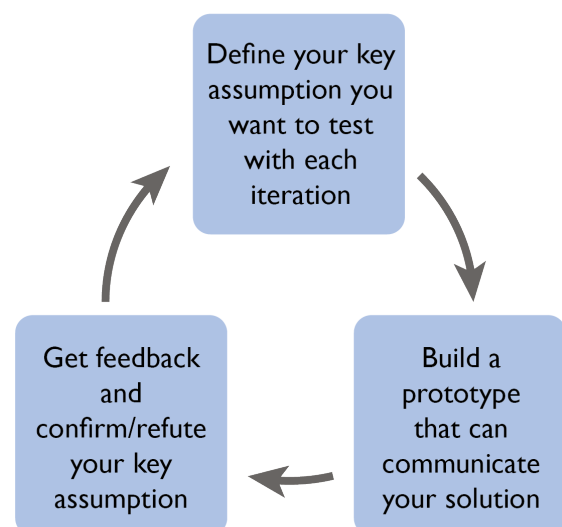 Define your key
assumption you
want to test
with each
iteration
Build a
prototype
that can
communicate
your solution
Get feedback
and
confirm/refute
your key
assumption